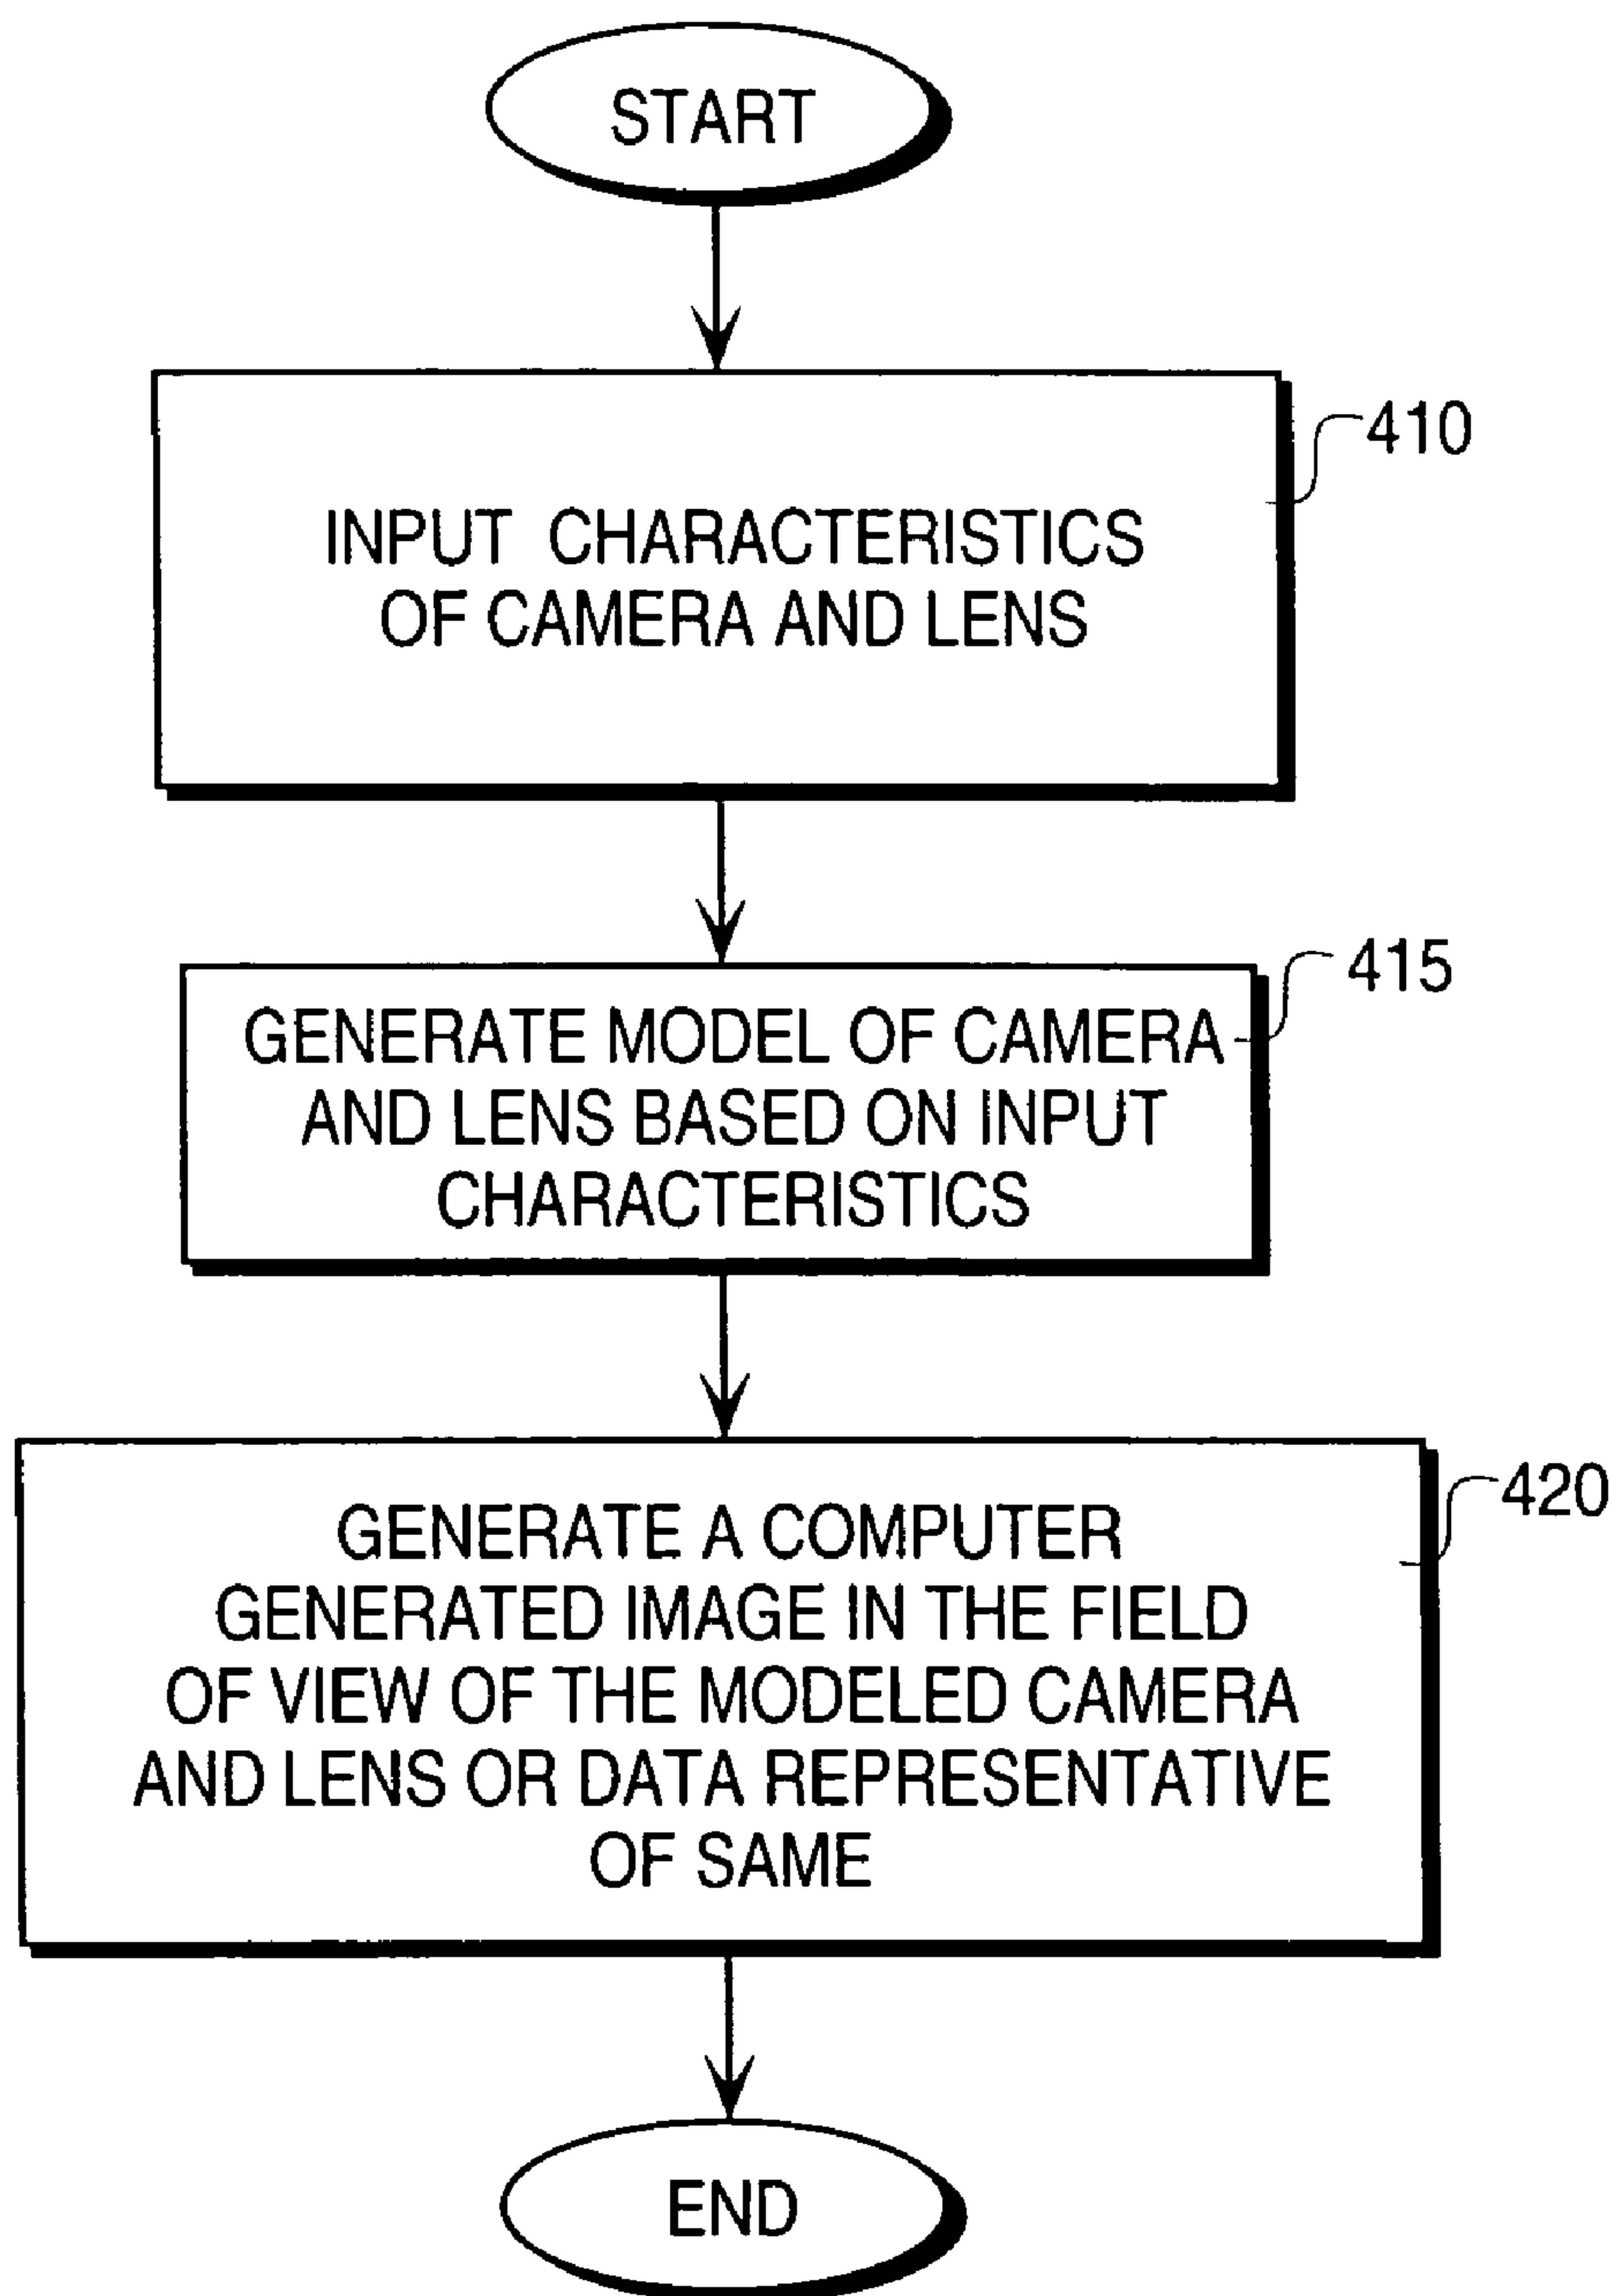 START
INPUT CHARACTERISTICS
OF CAMERA AND LENS
410
GENERATE MODEL OF CAMERA
AND LENS BASED ON INPUT
CHARACTERISTICS
415
GENERATE A COMPUTER
GENERATED IMAGE IN THE FIELD
OF VIEW OF THE MODELED CAMERA
AND LENS OR DATA REPRESENTATIVE
OF SAME
420
END